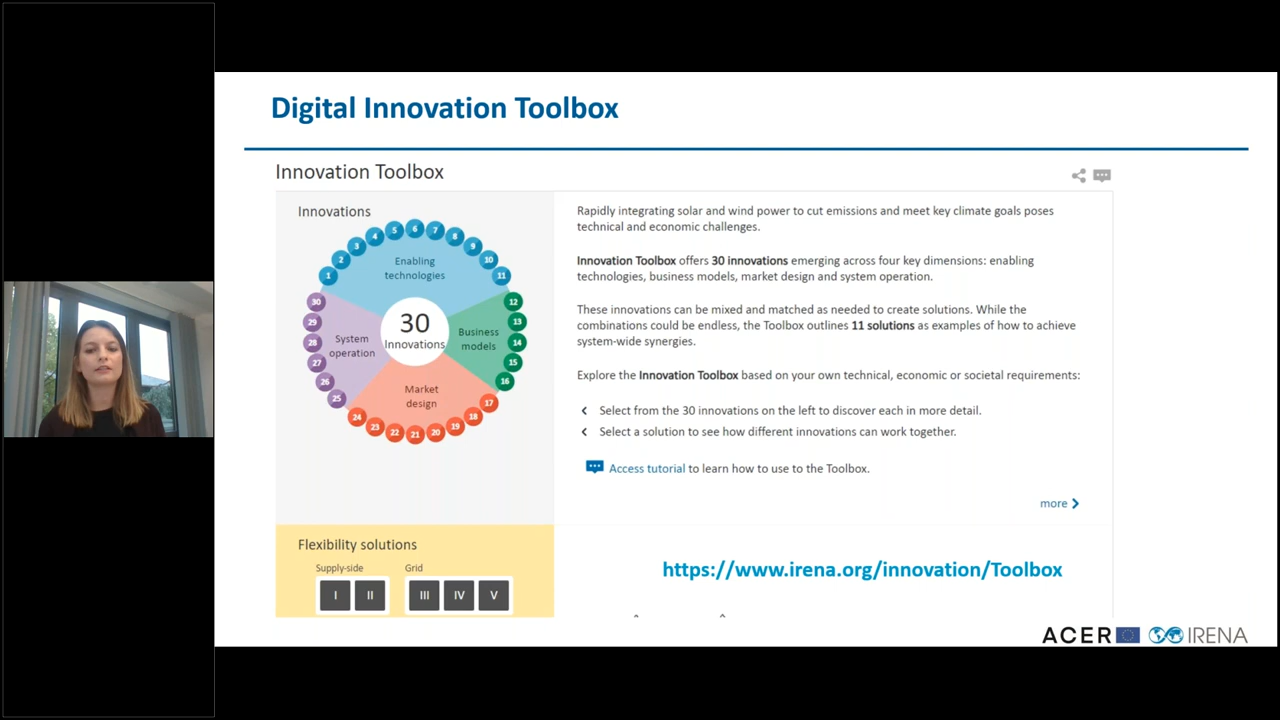 Digital Innovation Toolbox
Innovation Toolbox
Innovations
1
2
3
4
5
6
7
8
9
10
11
Enabling
technologies
12
13
14
15
16
Business
models
30
Innovations
System
operation
30
29
28
27
26
25
Market
design
24
23
22
21
20
19
18
17
Rapidly integrating solar and wind power to cut emissions and meet key climate goals poses
technical and economic challenges.
Innovation Toolbox offers 30 innovations emerging across four key dimensions: enabling
technologies, business models, market design and system operation.
These innovations can be mixed and matched as needed to create solutions. While the
combinations could be endless, the Toolbox outlines 11 solutions as examples of how to achieve
system-wide synergies.
Explore the Innovation Toolbox based on your own technical, economic or societal requirements:
Select from the 30 innovations on the left to discover each in more detail.
Select a solution to see how different innovations can work together.
Access tutorial to learn how to use to the Toolbox.
more
Flexibility solutions
Supply-side
Grid
I II III IV V
https://www.irena.org/innovation/Toolbox
ACER IRENA